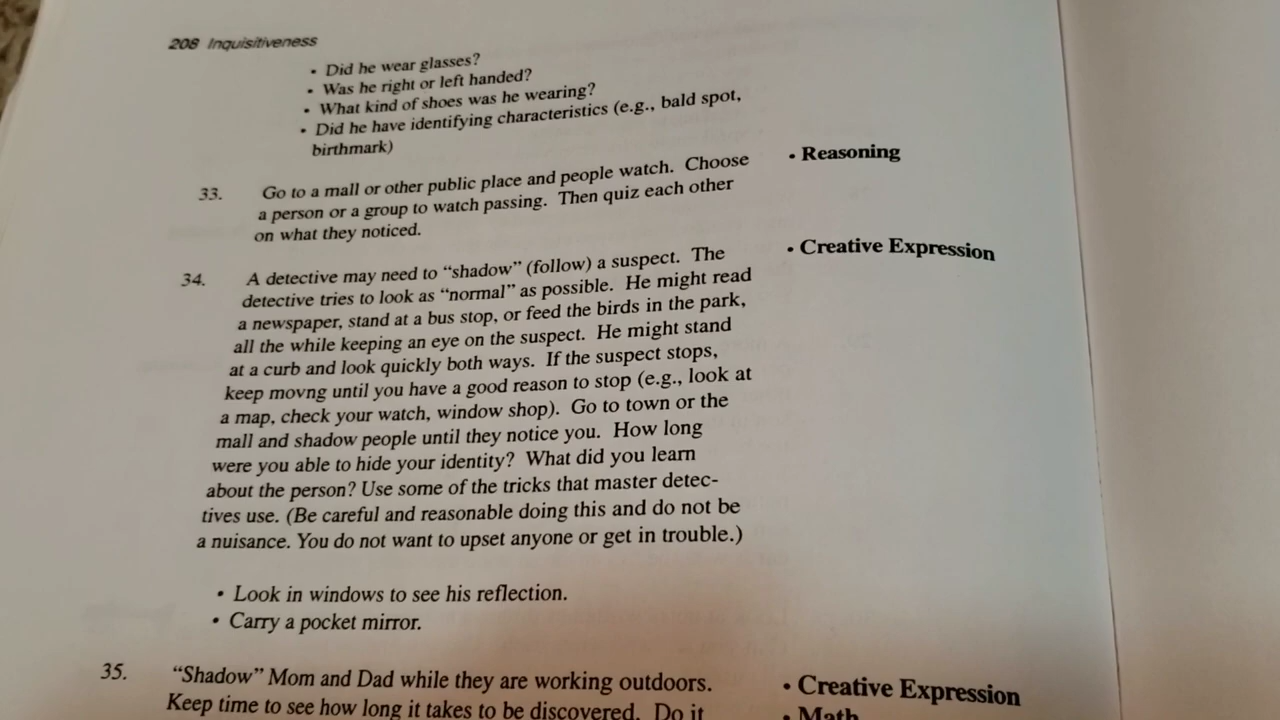 208 Inquisitiveness
• Did he wear glasses?
• Was he right or left handed?
• What kind of shoes was he wearing?
• Did he have identifying characteristics (e.g., bald spot,
birthmark)
33. Go to a mall or other public place and people watch. Choose
a person or a group to watch passing. Then quiz each other
on what they noticed.
• Reasoning
34. A detective may need to “shadow” (follow) a suspect. The
detective tries to look as “normal” as possible. He might read
a newspaper, stand at a bus stop, or feed the birds in the park,
all the while keeping an eye on the suspect. He might stand
at a curb and look quickly both ways. If the suspect stops,
keep movng until you have a good reason to stop (e.g., look at
a map, check your watch, window shop). Go to town or the
mall and shadow people until they notice you. How long
were you able to hide your identity? What did you learn
about the person? Use some of the tricks that master detec-
tives use. (Be careful and reasonable doing this and do not be
a nuisance. You do not want to upset anyone or get in trouble.)
• Creative Expression
• Look in windows to see his reflection.
• Carry a pocket mirror.
35. “Shadow” Mom and Dad while they are working outdoors.
Keep time to see how long it takes to be discovered. Do it
• Creative Expression
• Math